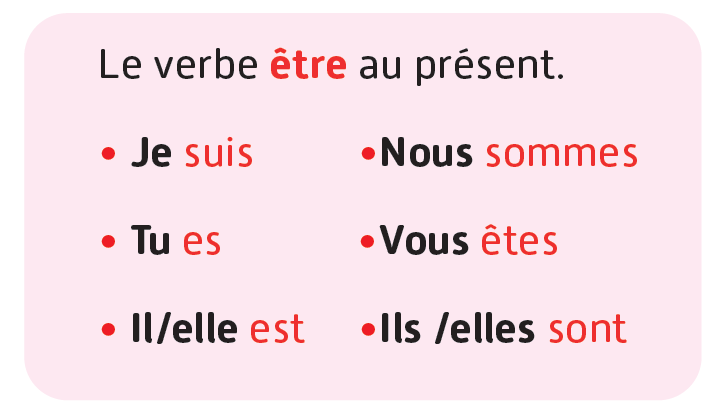 Le verbe être au présent.
• Je suis
•Nous sommes
• Tu es
•Vous êtes
• Il/elle est
•Ils /elles sont